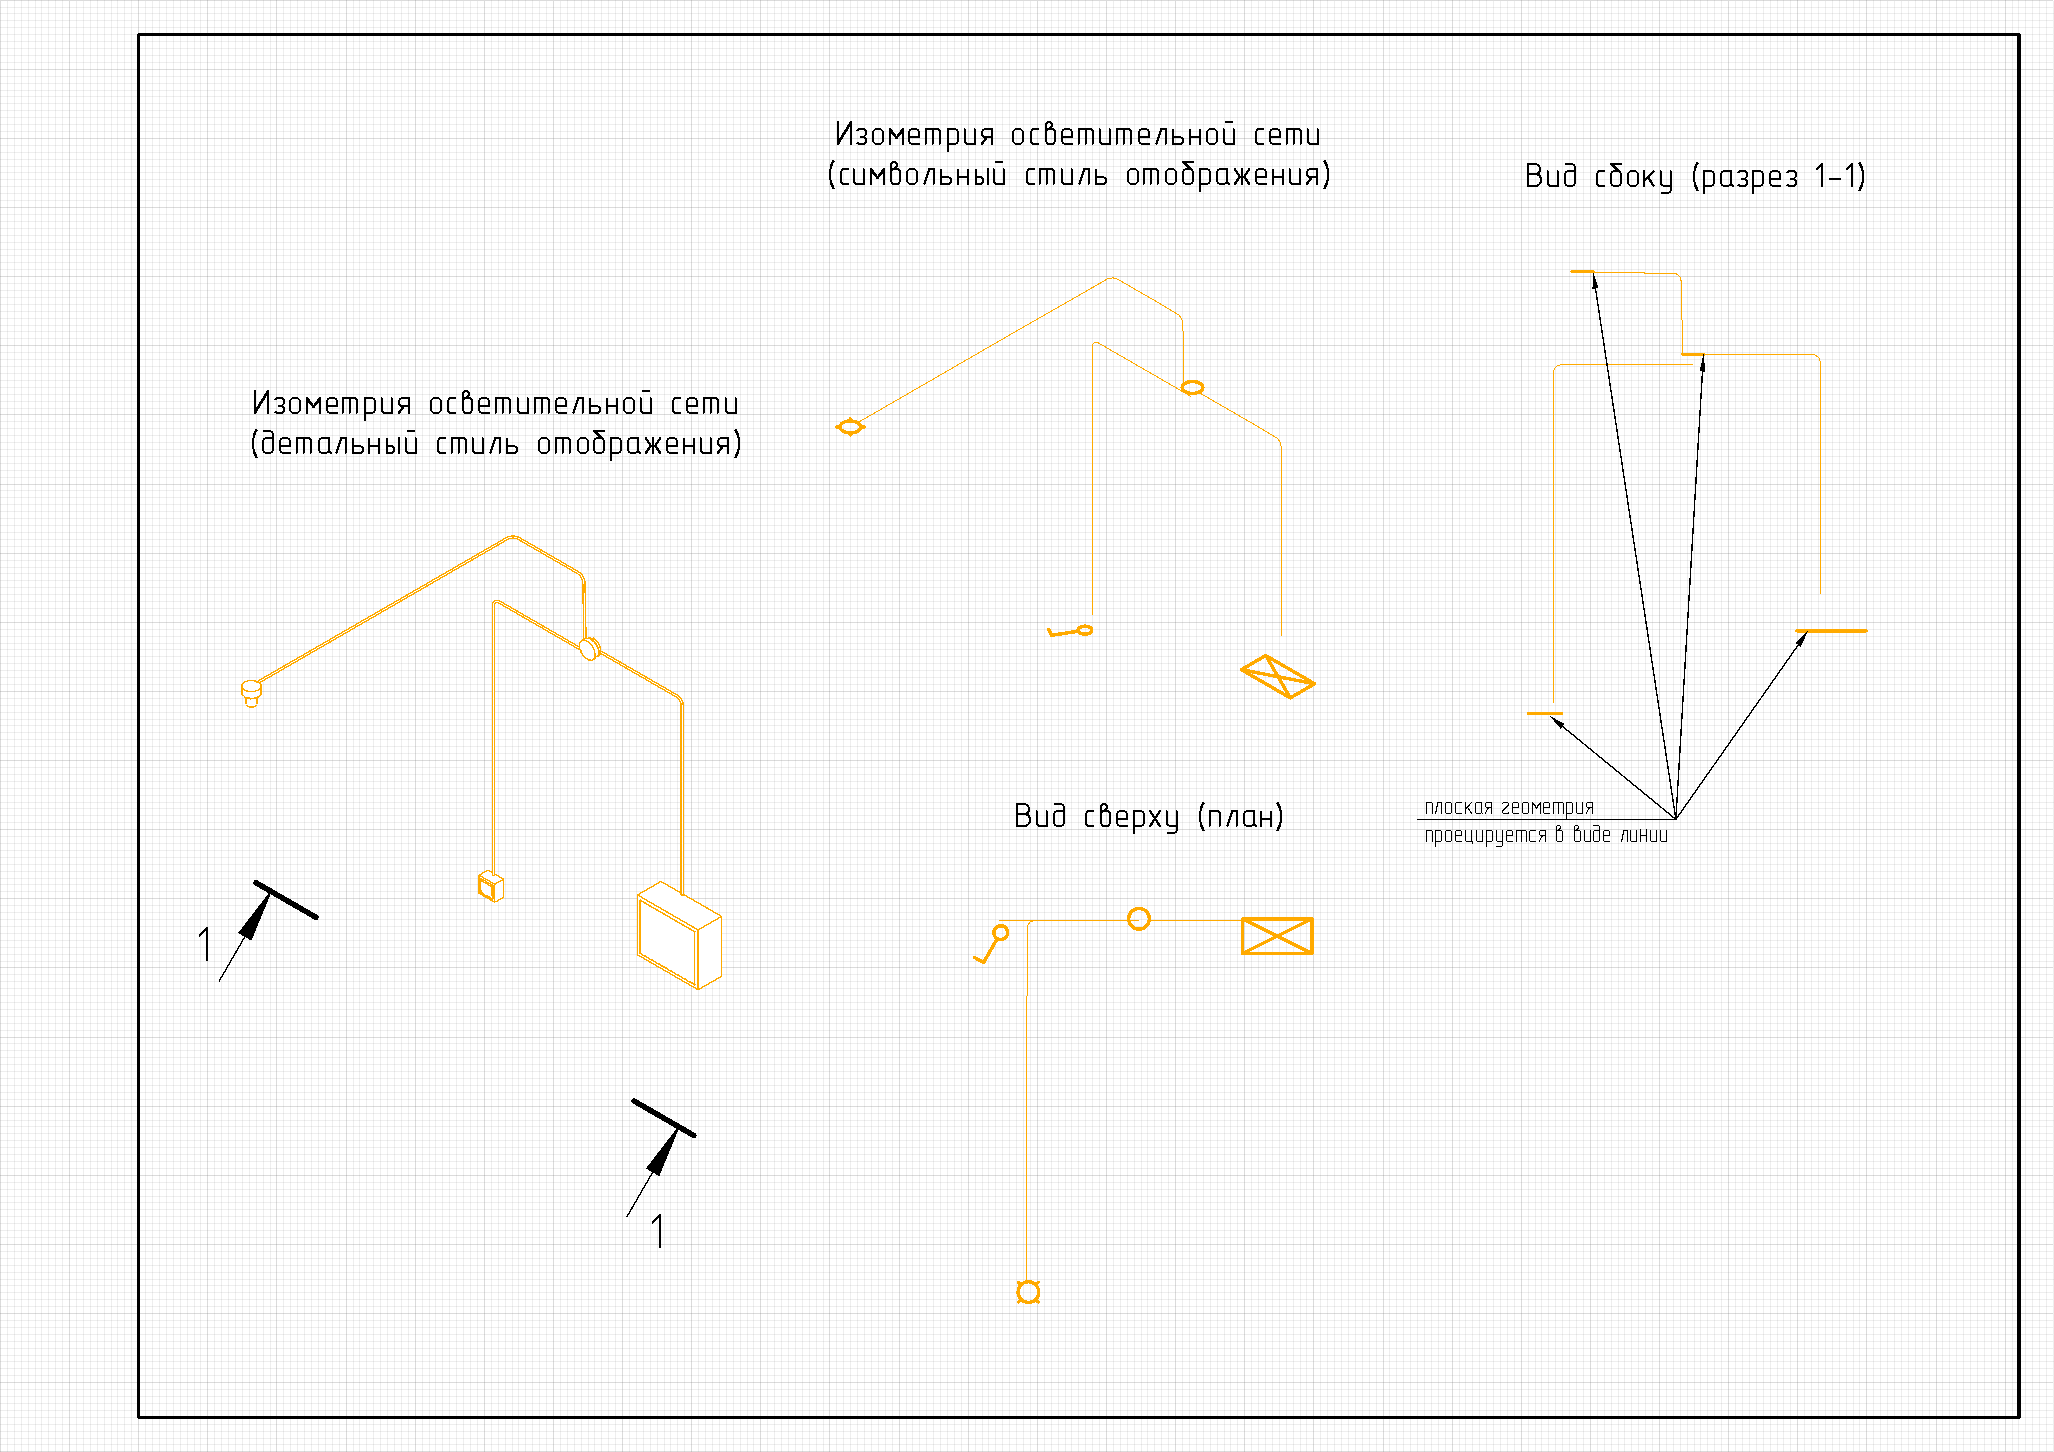 Изометрия осветительной сети
(символьный стиль отображения)
Вид сбоку (разрез 1-1)
Изометрия осветительной сети
(детальный стиль отображения)
плоская геометрия
проецируется в виде линии
Вид сверху (план)
1
1